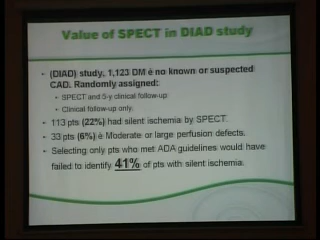 Value of SPECT in DIAD study
• (DIAD) study, 1,123 DM è no known or suspected
CAD. Randomly assigned:
• SPECT and 5-y clinical follow-up.
• Clinical follow-up only.
• 113 pts (22%) had silent ischemia by SPECT.
• 33 pts (6%) è Moderate or large perfusion defects.
• Selecting only pts who met ADA guidelines would have
failed to identify 41% of pts with silent ischemia.